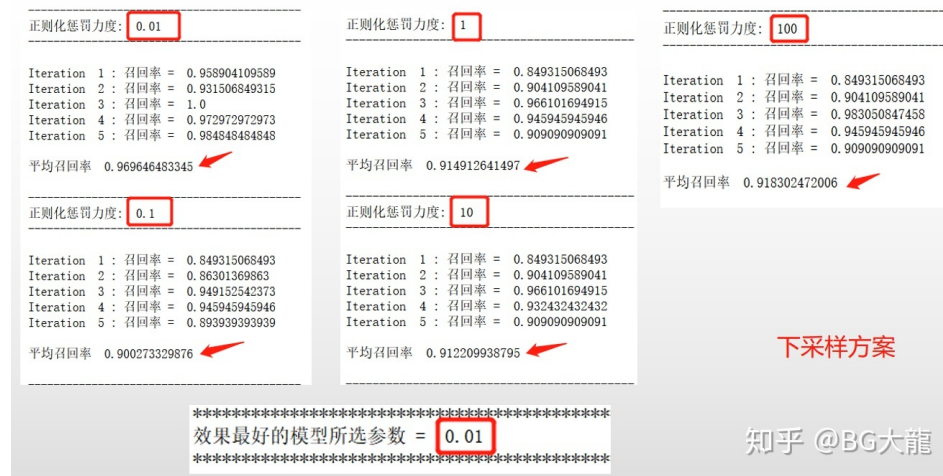 正则化惩罚力度: 0.01
Iteration 1 : 召回率 = 0.958904109589
Iteration 2 : 召回率 = 0.931506849315
Iteration 3 : 召回率 = 1.0
Iteration 4 : 召回率 = 0.972972972973
Iteration 5 : 召回率 = 0.984848484848
平均召回率 0.969646483345
正则化惩罚力度: 0.1
Iteration 1 : 召回率 = 0.849315068493
Iteration 2 : 召回率 = 0.86301369863
Iteration 3 : 召回率 = 0.949152542373
Iteration 4 : 召回率 = 0.945945945946
Iteration 5 : 召回率 = 0.893939393939
平均召回率 0.900273329876
正则化惩罚力度: 1
Iteration 1 : 召回率 = 0.849315068493
Iteration 2 : 召回率 = 0.904109589041
Iteration 3 : 召回率 = 0.966101694915
Iteration 4 : 召回率 = 0.945945945946
Iteration 5 : 召回率 = 0.909090909091
平均召回率 0.914912641497
正则化惩罚力度: 10
Iteration 1 : 召回率 = 0.849315068493
Iteration 2 : 召回率 = 0.904109589041
Iteration 3 : 召回率 = 0.966101694915
Iteration 4 : 召回率 = 0.932432432432
Iteration 5 : 召回率 = 0.909090909091
平均召回率 0.912209938795
正则化惩罚力度: 100
Iteration 1 : 召回率 = 0.849315068493
Iteration 2 : 召回率 = 0.904109589041
Iteration 3 : 召回率 = 0.983050847458
Iteration 4 : 召回率 = 0.945945945946
Iteration 5 : 召回率 = 0.909090909091
平均召回率 0.918302472006
下采样方案
效果最好的模型所选参数 = 0.01
知乎 @BG大龍